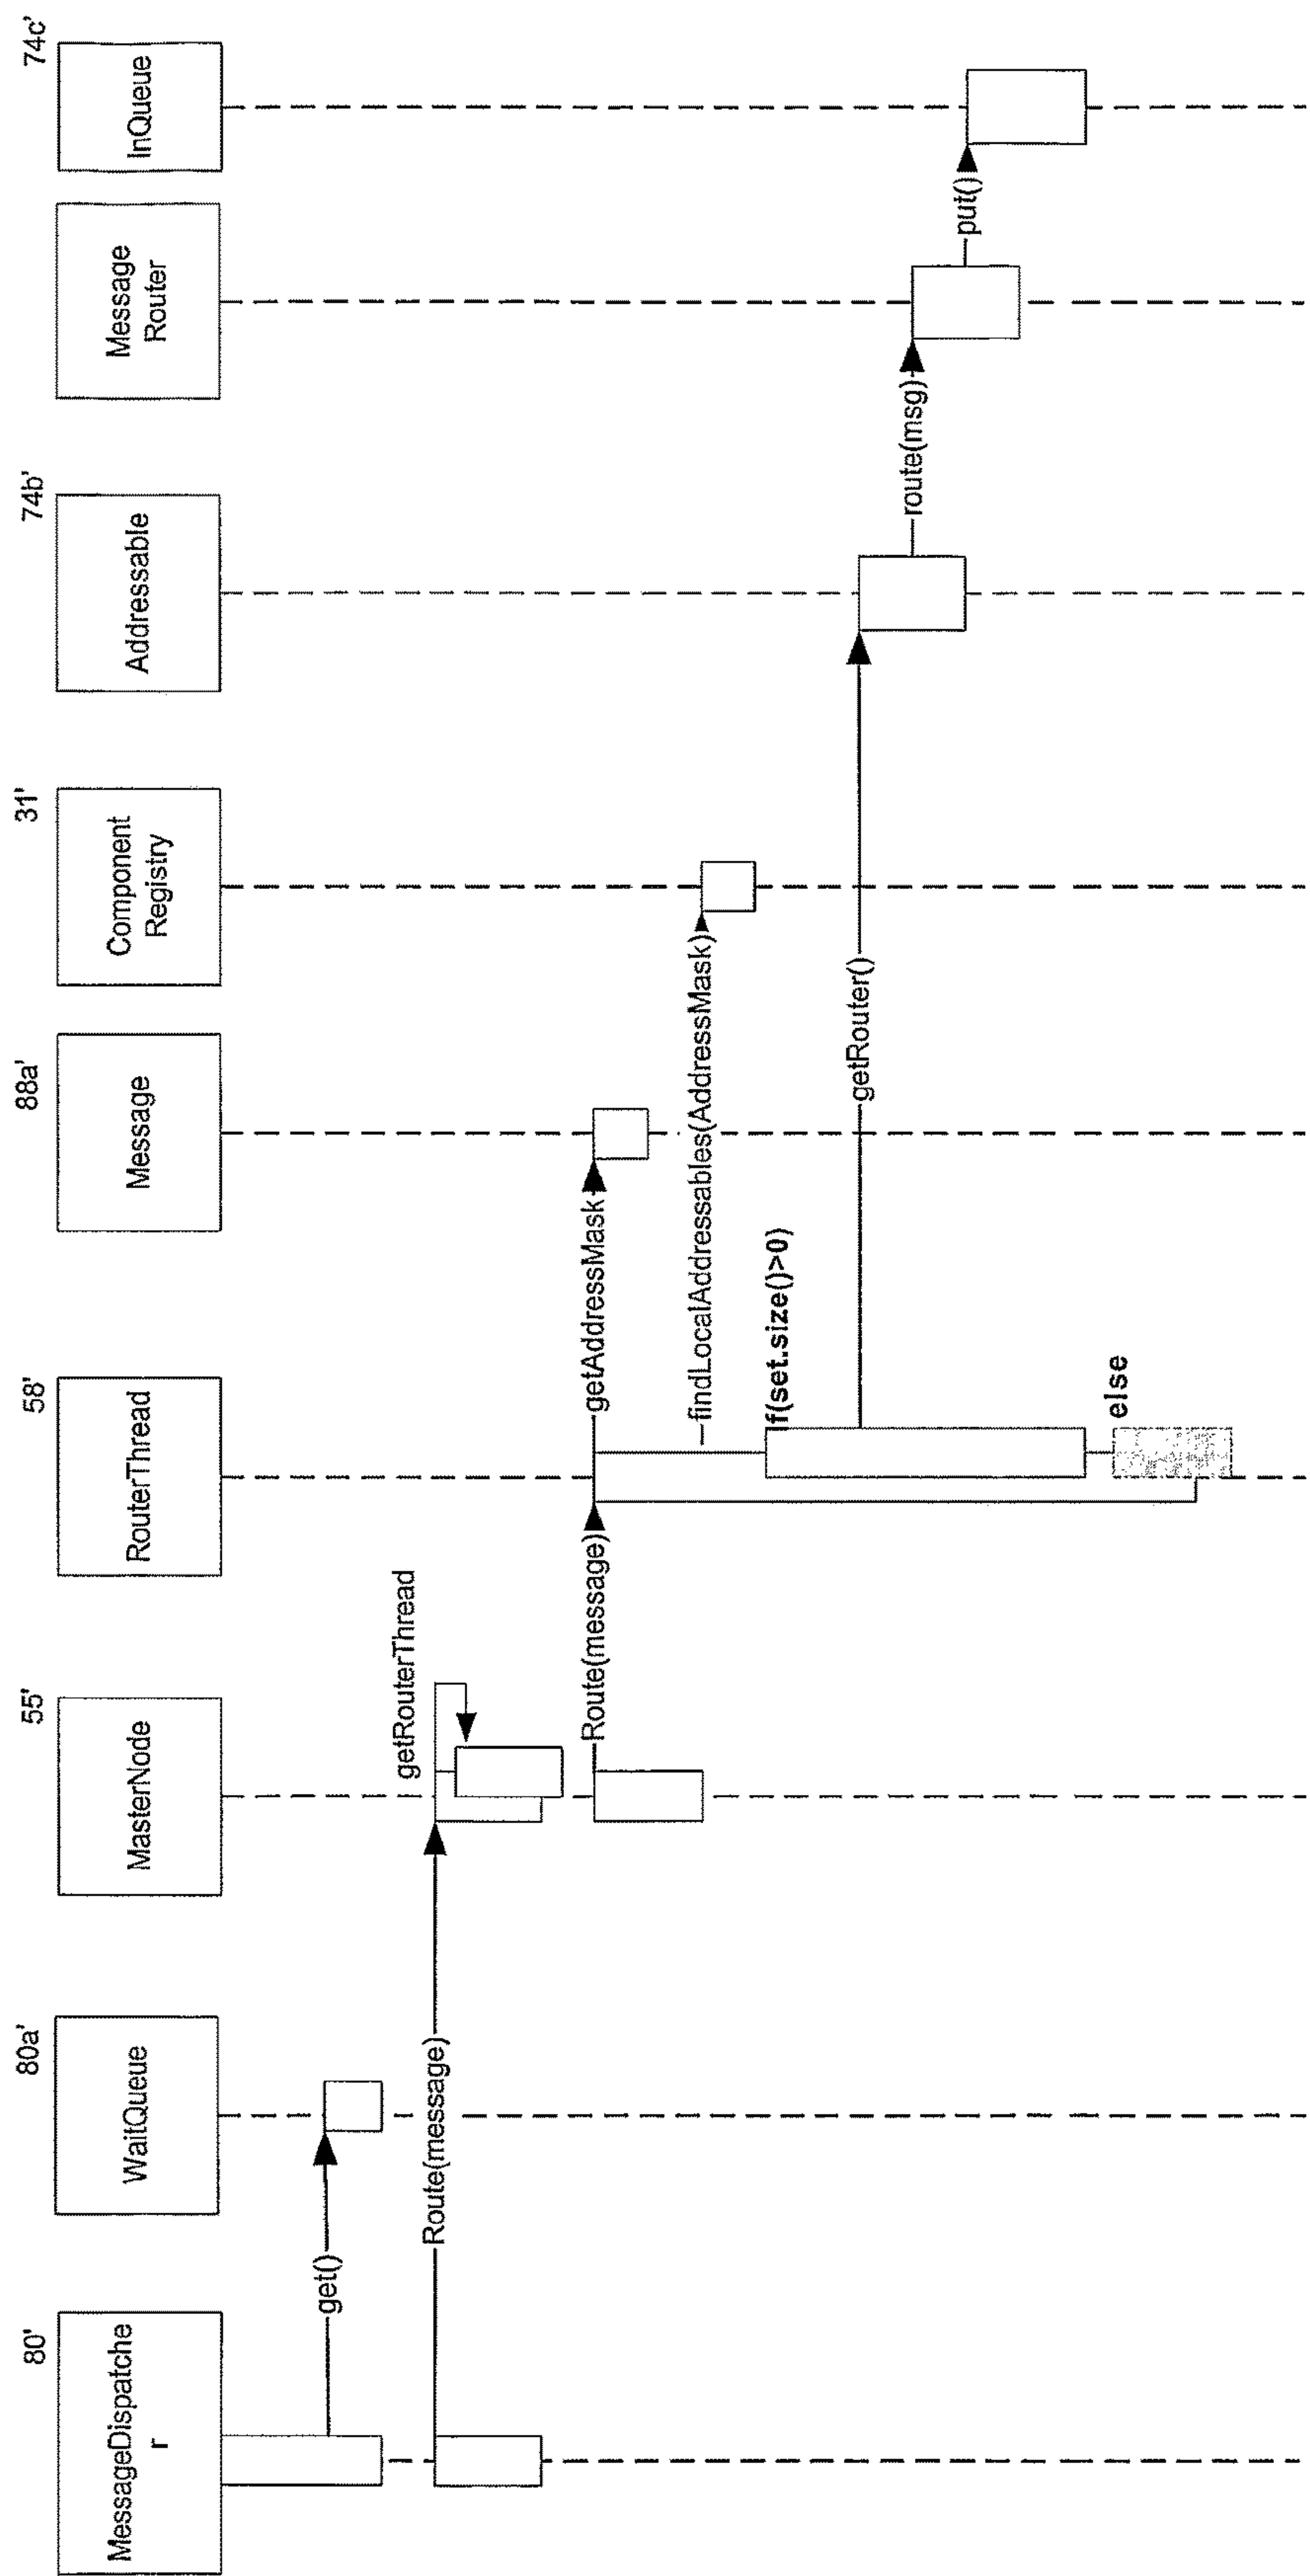 80'
80a'
55'
58'
88a'
31'
74b'
74c'
MessageDispatche
r
WaitQueue
MasterNode
RouterThread
Message
Component
Registry
Addressable
Message
Router
InQueue
get()
getRouterThread
Route(message)
Route(message)
getAddressMask
findLocalAddressables(AddressMask)
if(set.size()>0)
getRouter()
route(msg)
put()
else